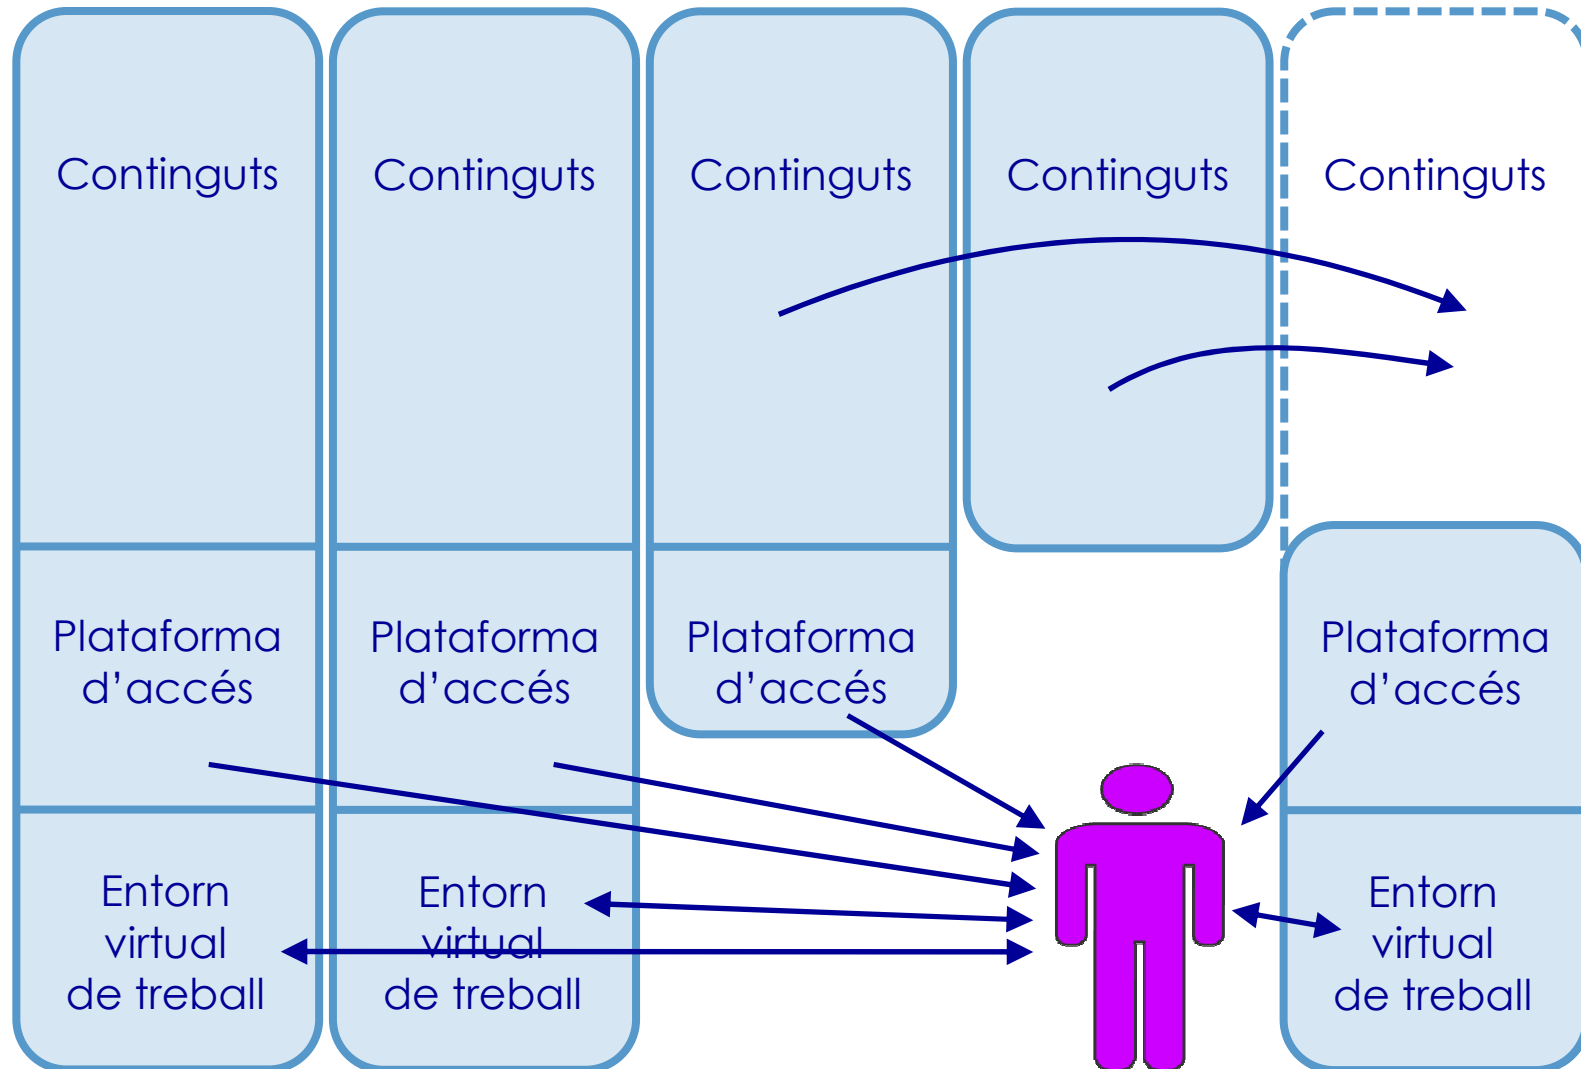 Continguts
Continguts
Continguts
Continguts
Continguts
Plataforma
d’accés
Plataforma
d’accés
Plataforma
d’accés
Plataforma
d’accés
Entorn
virtual
de treball
Entorn
virtual
de treball
Entorn
virtual
de treball